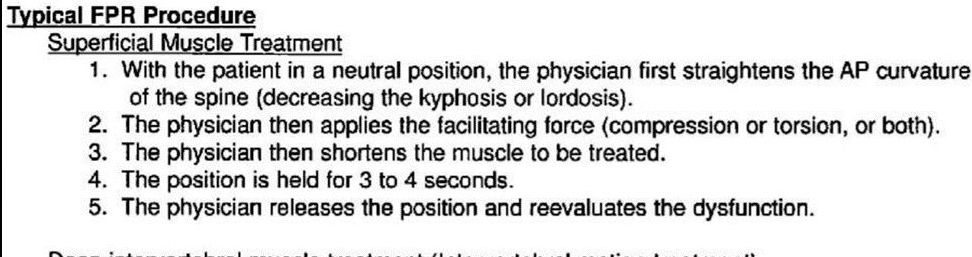 Typical FPR Procedure
Superficial Muscle Treatment
1. With the patient in a neutral position, the physician first straightens the AP curvature
of the spine (decreasing the kyphosis or lordosis).
2. The physician then applies the facilitating force (compression or torsion, or both).
3. The physician then shortens the muscle to be treated.
4. The position is held for 3 to 4 seconds.
5. The physician releases the position and reevaluates the dysfunction.